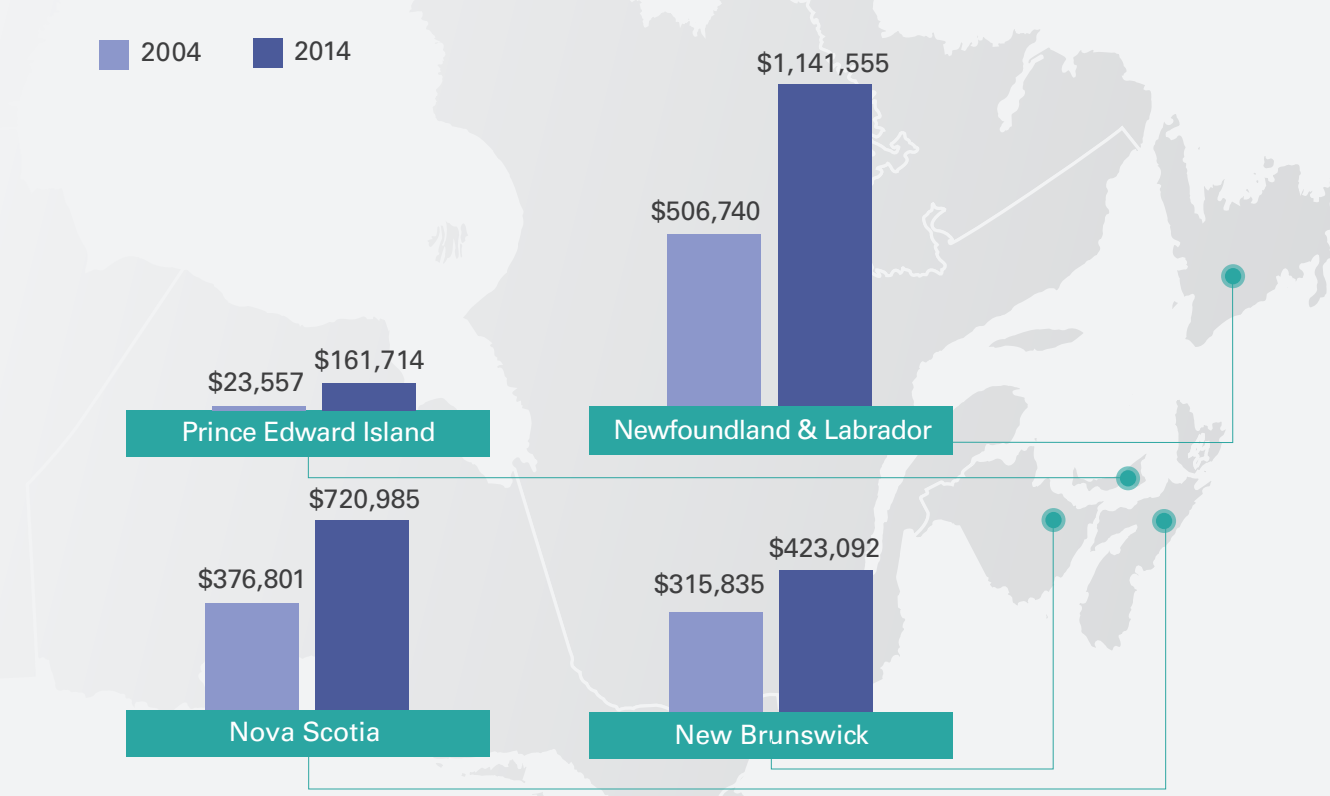 2004 2014
$1,141,555
$506,740
$161,714
$23,557
Prince Edward Island
Newfoundland & Labrador
$720,985
$376,801
$423,092
$315,835
Nova Scotia
New Brunswick